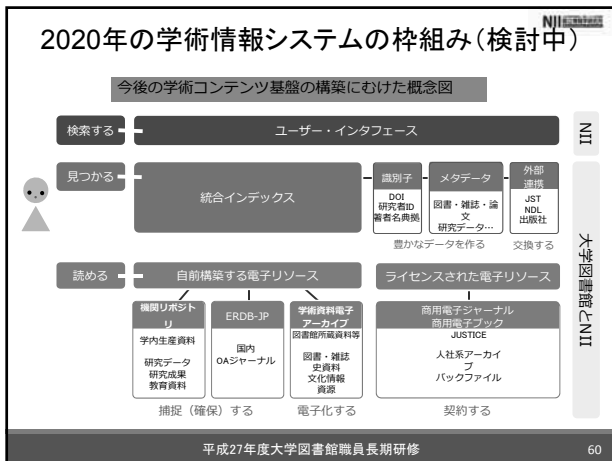 NII
2020年の学術情報システムの枠組み(検討中)
今後の学術コンテンツ基盤の構築にむけた概念図
検索する
ユーザー・インタフェース
NII
見つかる
統合インデックス
識別子
DOI
研究者ID
著者名典拠
メタデータ
図書・雑誌・論
文
研究データ…
外部
連携
JST
NDL
出版社
豊かなデータを作る
交換する
大学図書館とNII
読める
自前構築する電子リソース
ライセンスされた電子リソース
機関リポジト
リ
学内生産資料
研究データ
研究成果
教育資料
ERDB-JP
国内
OAジャーナル
学術資料電子
アーカイブ
図書館所蔵資料等
図書・雑誌
史資料
文化情報
資源
商用電子ジャーナル
商用電子ブック
JUSTICE
人社系アーカイ
ブ
バックファイル
捕捉(確保)する
電子化する
契約する
平成27年度大学図書館職員長期研修
60